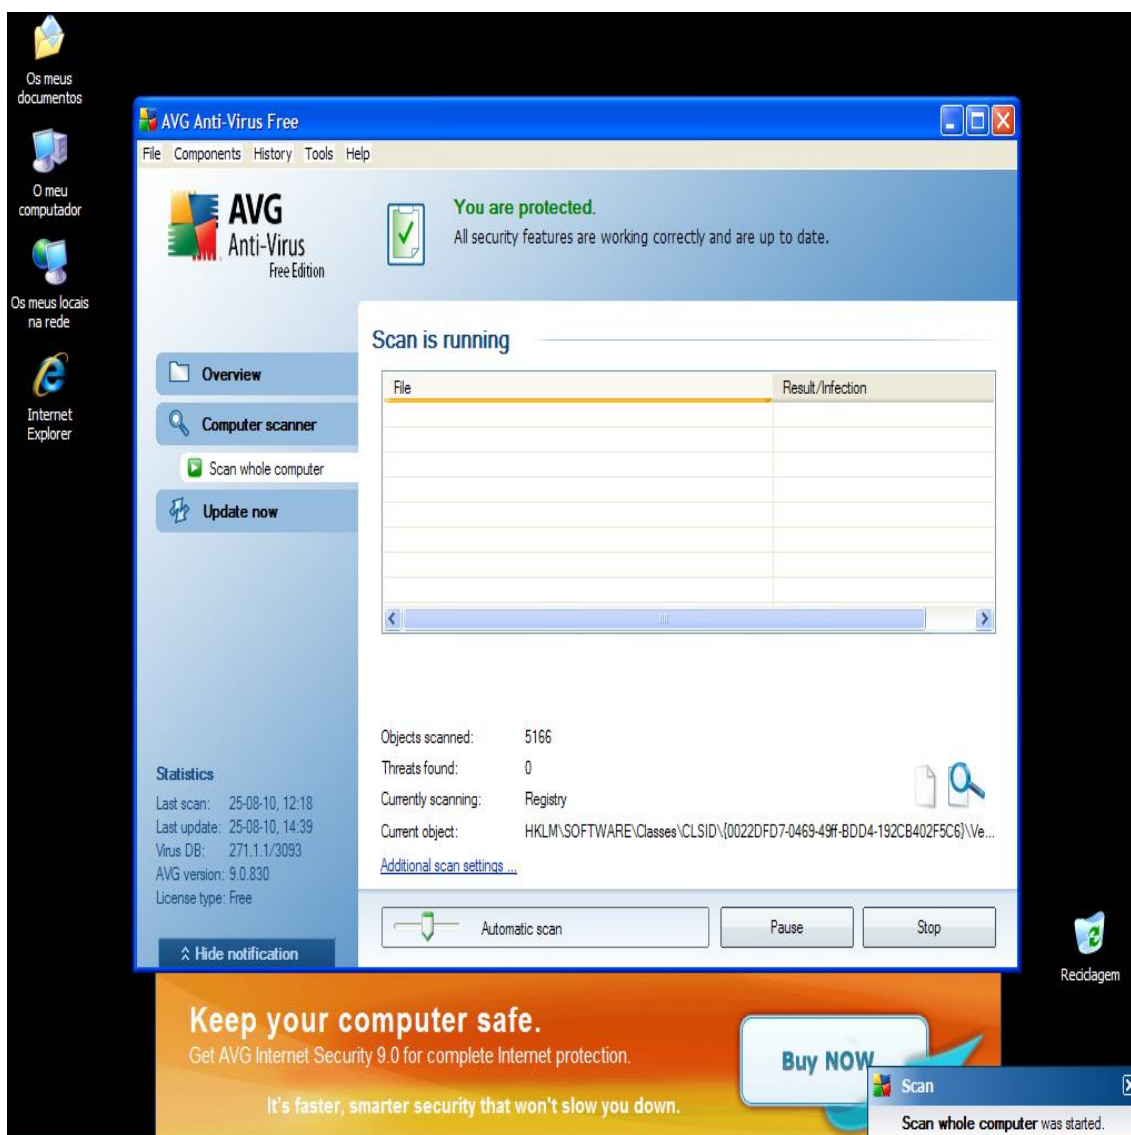 Os meus
documentos
O meu
computador
Os meus locais
na rede
Internet
Explorer
AVG Anti-Virus Free
File Components History Tools Help
AVG
Anti-Virus
Free Edition
You are protected.
All security features are working correctly and are up to date.
Overview
Computer scanner
Scan whole computer
Update now
Scan is running
File Result/Infection
Objects scanned: 5166
Threats found: 0
Currently scanning: Registry
Current object: HKLM\SOFTWARE\Classes\CLSID\{0022DFD7-0469-49ff-BDD4-192CB402F5C6}\Ve...
Additional scan settings ...
Statistics
Last scan: 25-08-10, 12:18
Last update: 25-08-10, 14:39
Virus DB: 271.1.1/3093
AVG version: 9.0.830
License type: Free
Hide notification
Automatic scan
Pause
Stop
Reciclagem
Keep your computer safe.
Get AVG Internet Security 9.0 for complete Internet protection.
It's faster, smarter security that won't slow you down.
Buy NOW
Scan
Scan whole computer was started.